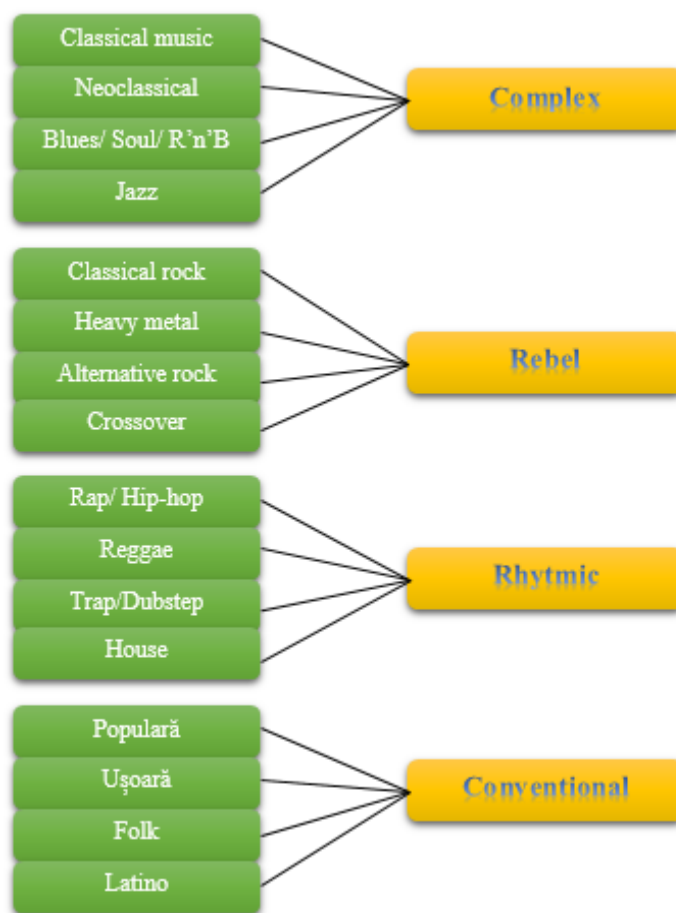 Classical music
Neoclassical
Blues/ Soul/ R’n’B
Jazz
Complex
Classical rock
Heavy metal
Alternative rock
Crossover
Rebel
Rap/ Hip-hop
Reggae
Trap/Dubstep
House
Rhytmic
Populară
Ușoară
Folk
Latino
Conventional